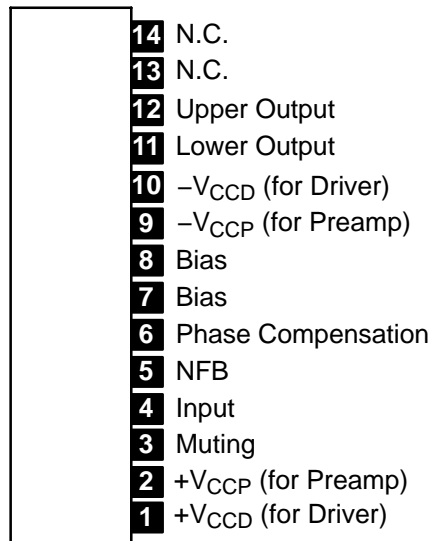 14 N.C.
13 N.C.
12 Upper Output
11 Lower Output
10 −VCCD (for Driver)
9 −VCCP (for Preamp)
8 Bias
7 Bias
6 Phase Compensation
5 NFB
4 Input
3 Muting
2 +VCCP (for Preamp)
1 +VCCD (for Driver)